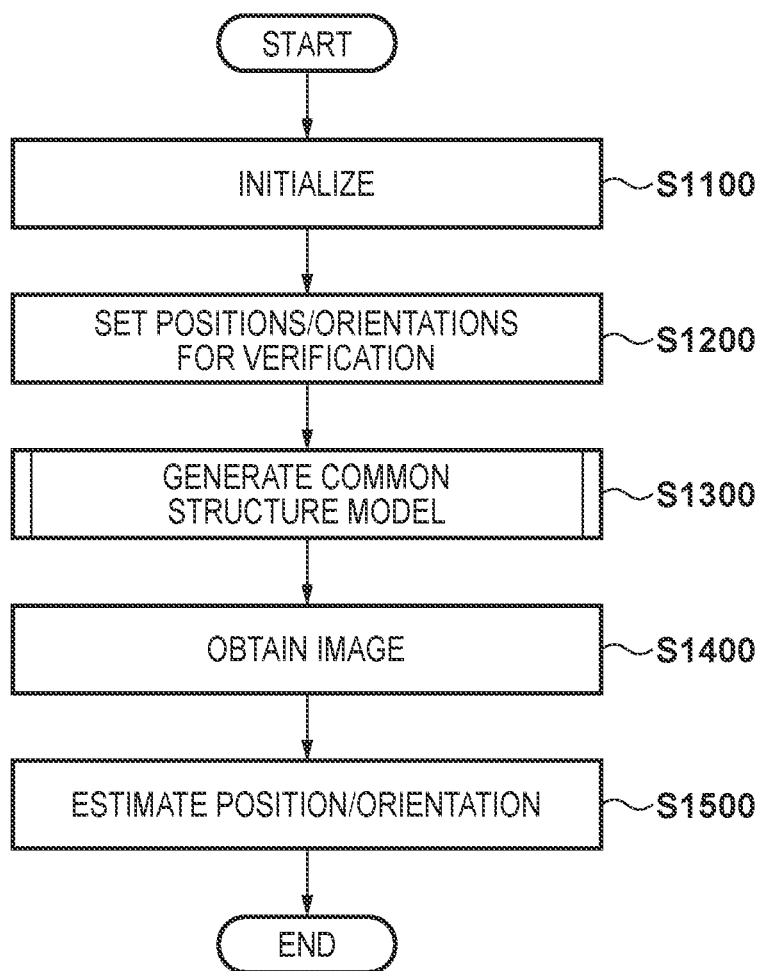 START
INITIALIZE
S1100
SET POSITIONS/ORIENTATIONS
FOR VERIFICATION
S1200
GENERATE COMMON
STRUCTURE MODEL
S1300
OBTAIN IMAGE
S1400
ESTIMATE POSITION/ORIENTATION
S1500
END